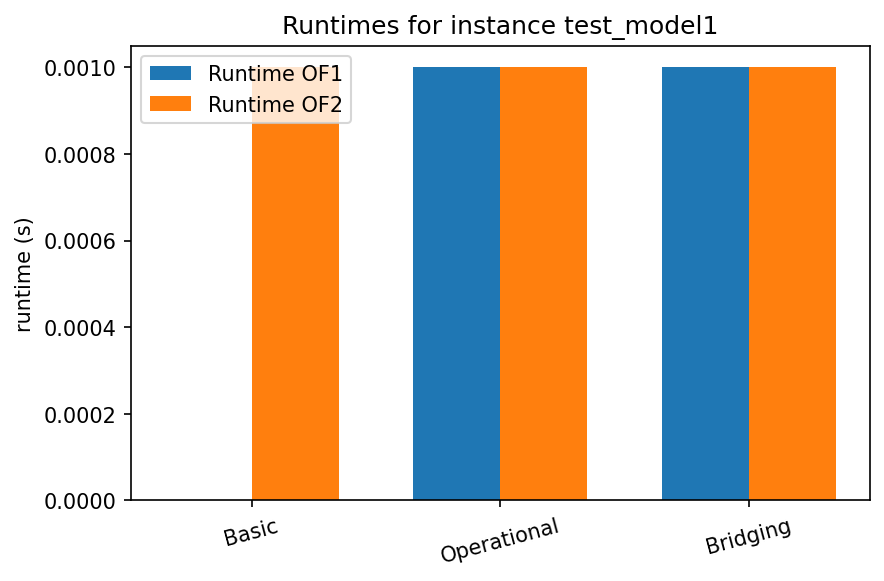 Runtimes for instance test_model1
Runtime OF1
Runtime OF2
runtime (s)
0.0010
0.0008
0.0006
0.0004
0.0002
0.0000
Basic
Operational
Bridging